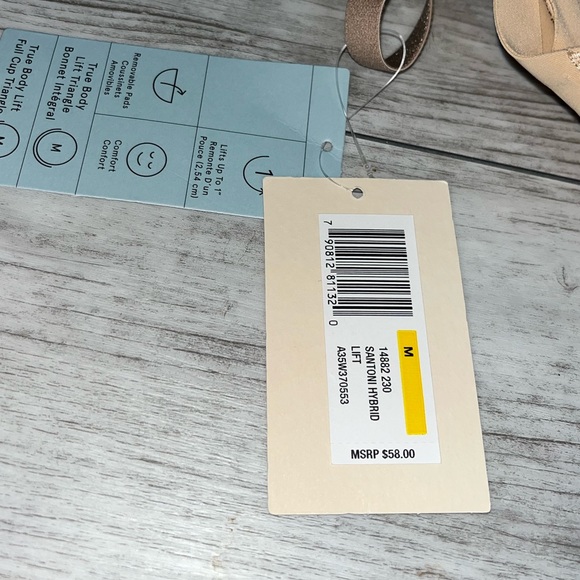 True Body Lift
Full Cup Triangle
M
True Body
Lift Triangle
Bonnet Intégral
M
Removable Pads
Coussinets
Amovibles
Comfort
Confort
Lifts Up To 1"
Remonte D'un
Pouce (2,54 cm)
7 90812 81132 0
M
14882 230
SANTONI HYBRID
LIFT
A35W370553
MSRP $58.00